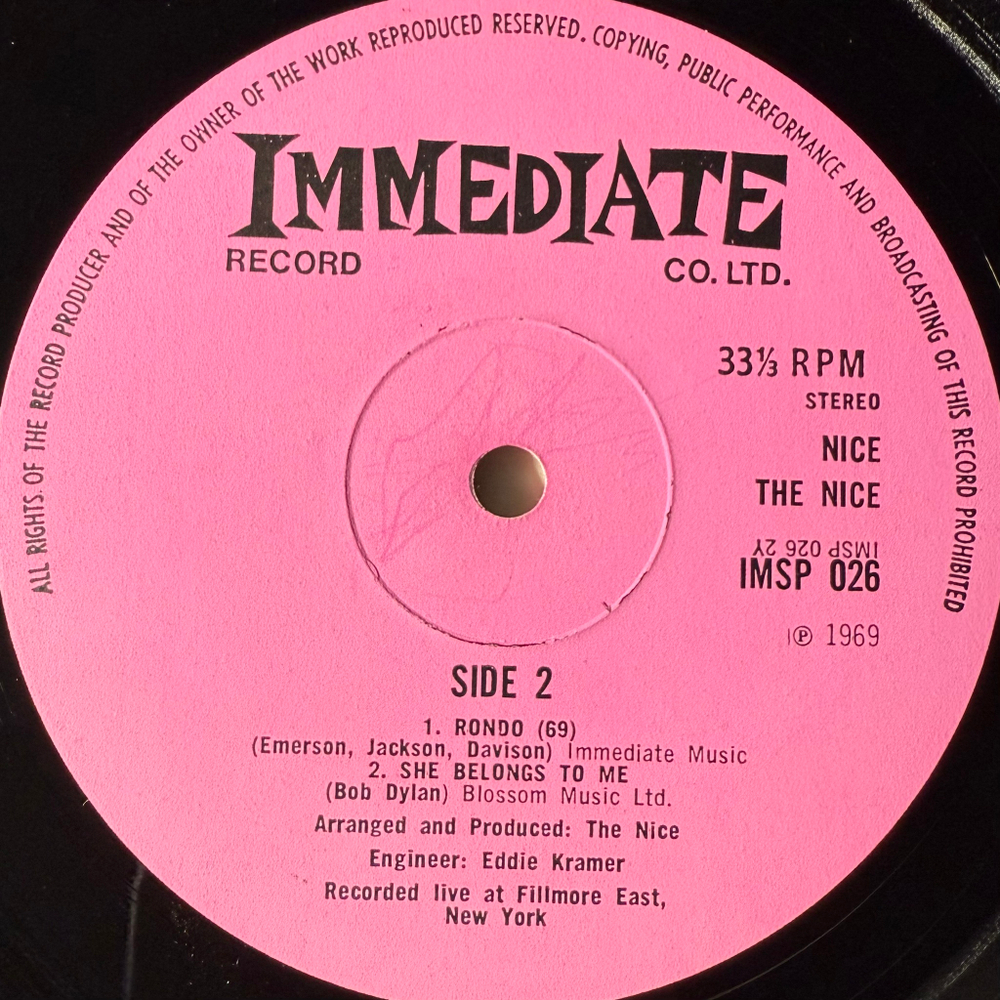 ALL RIGHTS OF THE RECORD PRODUCER AND OF THE OWNER OF THE WORK REPRODUCED RESERVED. COPYING, PUBLIC PERFORMANCE AND BROADCASTING OF THIS RECORD PROHIBITED
IMMEDIATE
RECORD CO. LTD.
33⅓ RPM
STEREO
NICE
THE NICE
IMSP 026 2Y
IMSP 026
℗ 1969
SIDE 2
1. RONDO (69)
(Emerson, Jackson, Davison) Immediate Music
2. SHE BELONGS TO ME
(Bob Dylan) Blossom Music Ltd.
Arranged and Produced: The Nice
Engineer: Eddie Kramer
Recorded live at Fillmore East,
New York